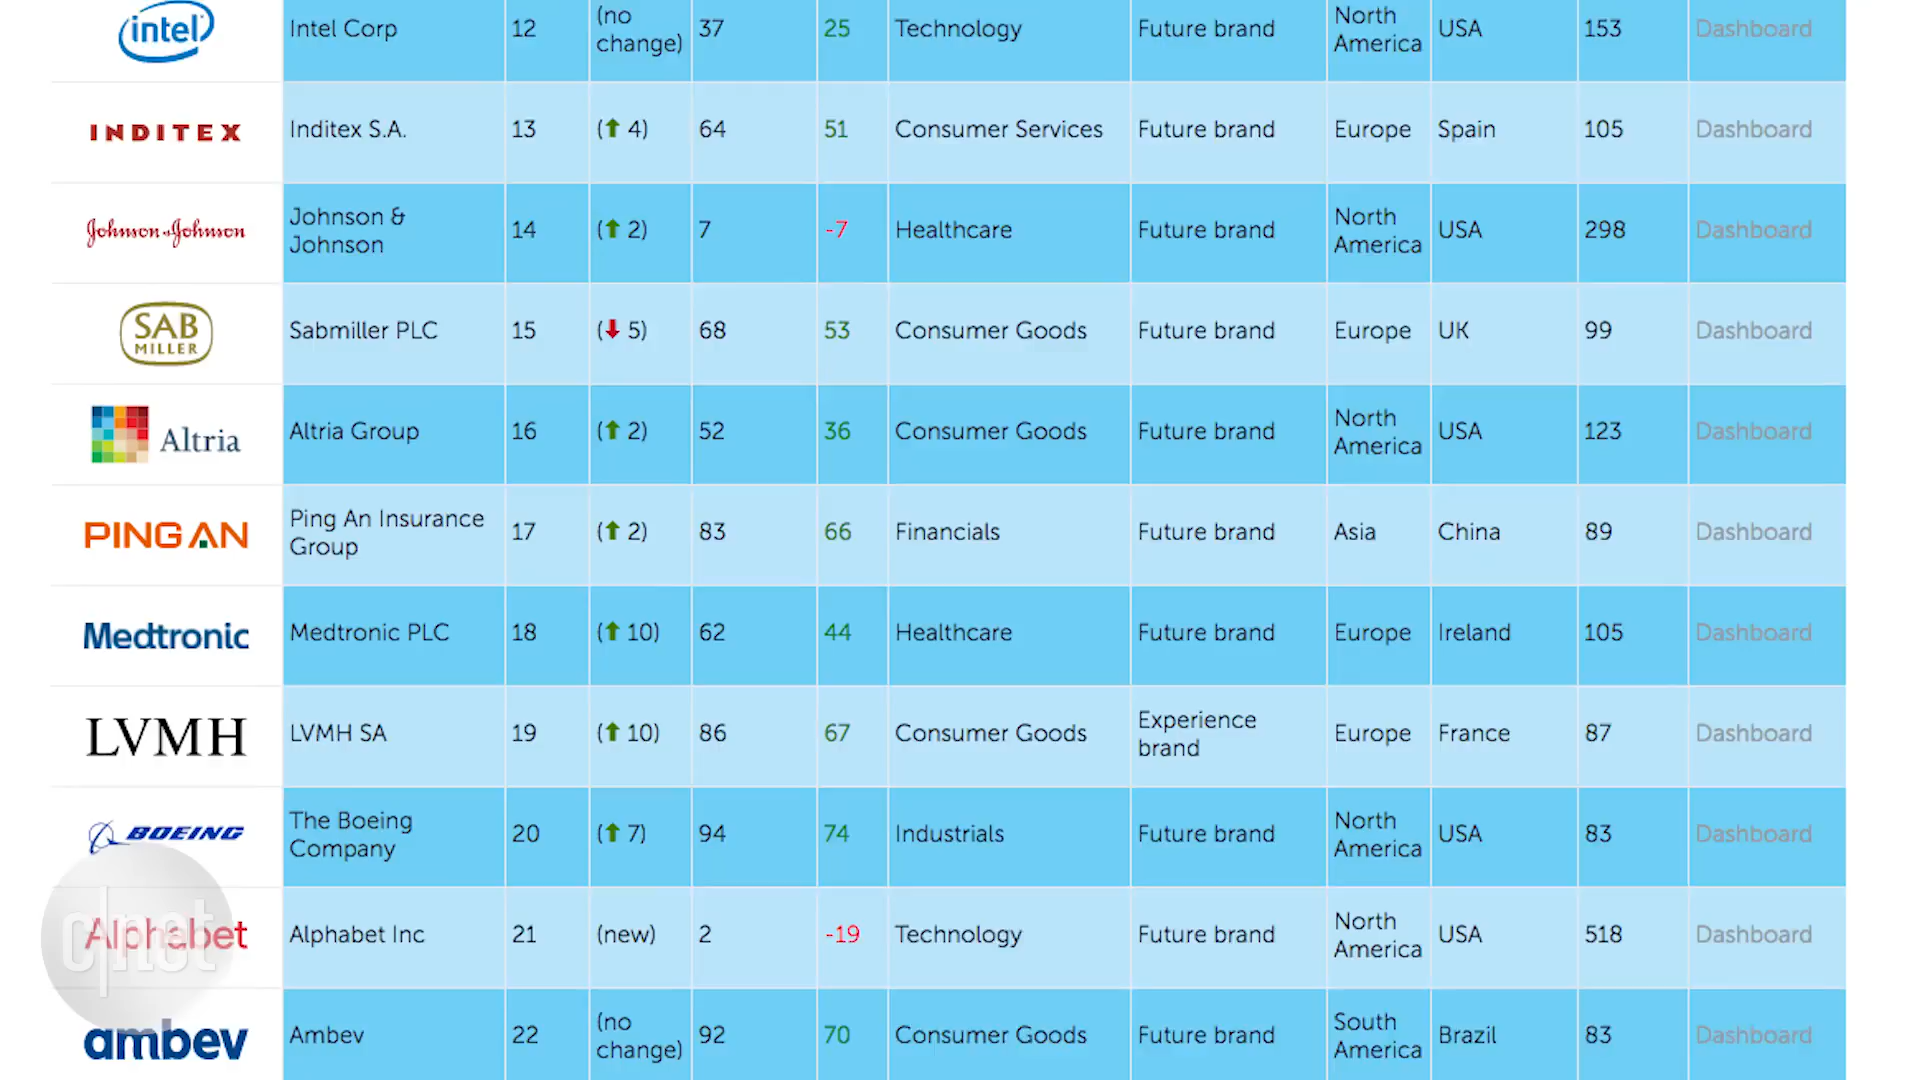 intel Intel Corp 12 (no change) 37 25 Technology Future brand North America USA 153 Dashboard
INDITEX Inditex S.A. 13 (⬆ 4) 64 51 Consumer Services Future brand Europe Spain 105 Dashboard
Johnson & Johnson Johnson & Johnson 14 (⬆ 2) 7 -7 Healthcare Future brand North America USA 298 Dashboard
SAB MILLER Sabmiller PLC 15 (⬇ 5) 68 53 Consumer Goods Future brand Europe UK 99 Dashboard
Altria Altria Group 16 (⬆ 2) 52 36 Consumer Goods Future brand North America USA 123 Dashboard
PING AN Ping An Insurance Group 17 (⬆ 2) 83 66 Financials Future brand Asia China 89 Dashboard
Medtronic Medtronic PLC 18 (⬆ 10) 62 44 Healthcare Future brand Europe Ireland 105 Dashboard
LVMH LVMH SA 19 (⬆ 10) 86 67 Consumer Goods Experience brand Europe France 87 Dashboard
BOEING The Boeing Company 20 (⬆ 7) 94 74 Industrials Future brand North America USA 83 Dashboard
Alphabet Alphabet Inc 21 (new) 2 -19 Technology Future brand North America USA 518 Dashboard
c|net
ambev Ambev 22 (no change) 92 70 Consumer Goods Future brand South America Brazil 83 Dashboard